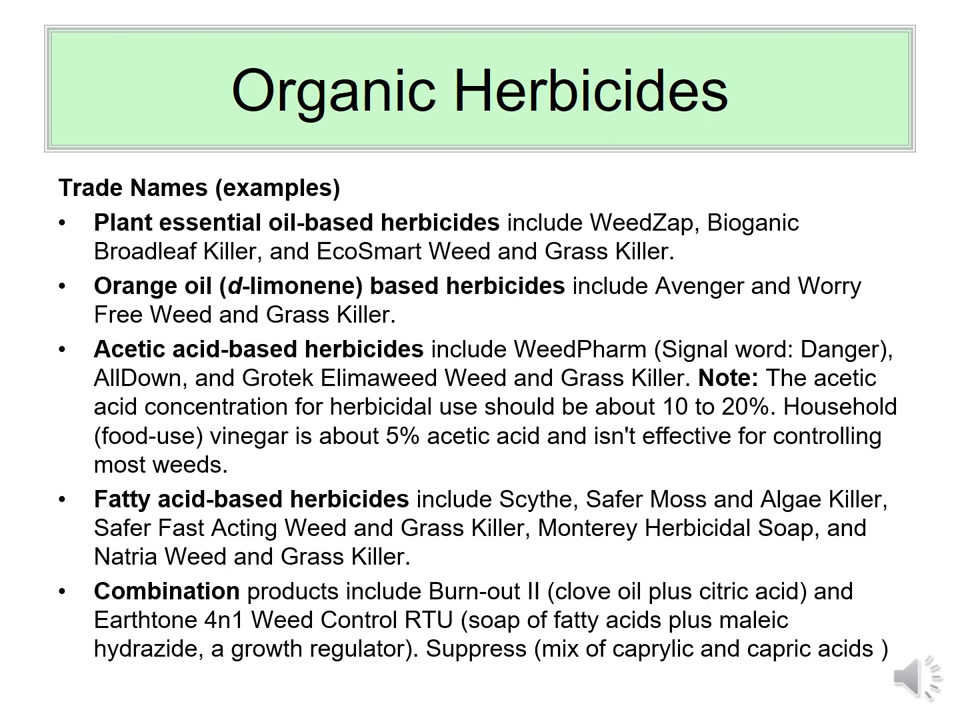 Organic Herbicides
Trade Names (examples)
• Plant essential oil-based herbicides include WeedZap, Bioganic
Broadleaf Killer, and EcoSmart Weed and Grass Killer.
• Orange oil (d-limonene) based herbicides include Avenger and Worry
Free Weed and Grass Killer.
• Acetic acid-based herbicides include WeedPharm (Signal word: Danger),
AllDown, and Grotek Elimaweed Weed and Grass Killer. Note: The acetic
acid concentration for herbicidal use should be about 10 to 20%. Household
(food-use) vinegar is about 5% acetic acid and isn't effective for controlling
most weeds.
• Fatty acid-based herbicides include Scythe, Safer Moss and Algae Killer,
Safer Fast Acting Weed and Grass Killer, Monterey Herbicidal Soap, and
Natria Weed and Grass Killer.
• Combination products include Burn-out II (clove oil plus citric acid) and
Earthtone 4n1 Weed Control RTU (soap of fatty acids plus maleic
hydrazide, a growth regulator). Suppress (mix of caprylic and capric acids )